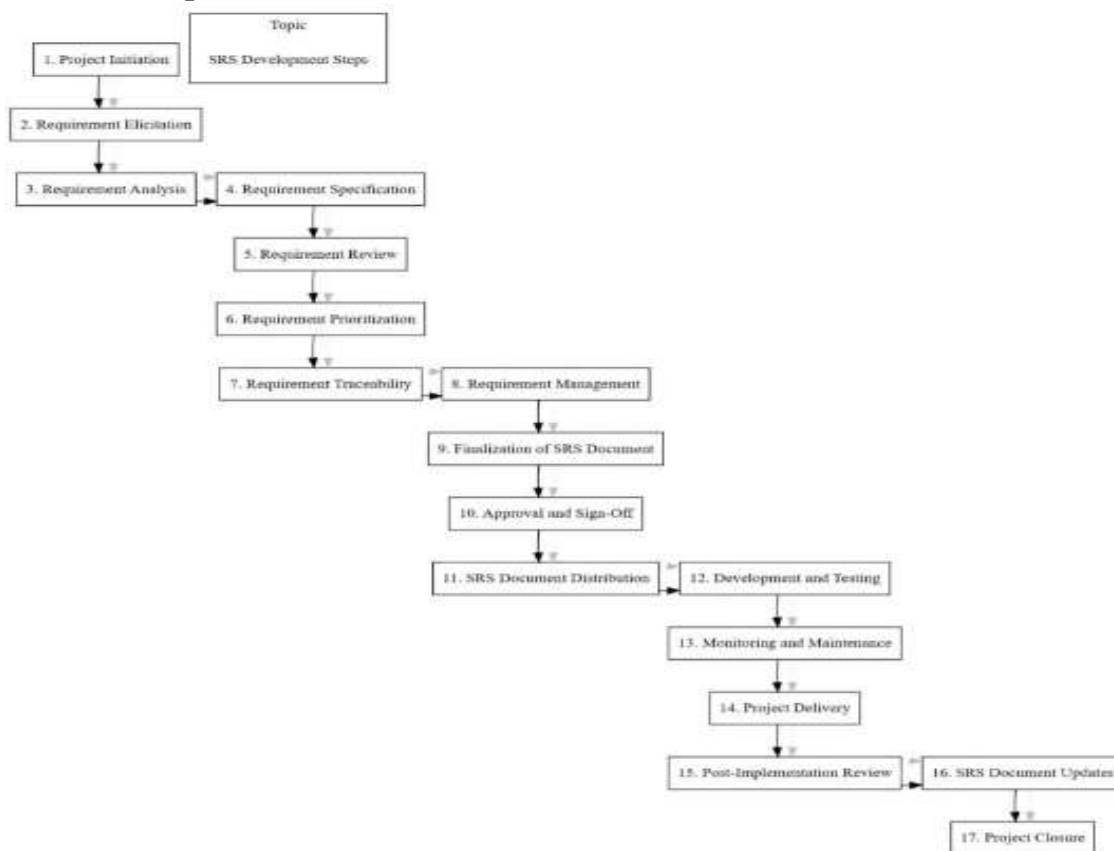 Topic
SRS Development Steps
1. Project Initiation
2. Requirement Elicitation
3. Requirement Analysis
4. Requirement Specification
5. Requirement Review
6. Requirement Prioritization
7. Requirement Traceability
8. Requirement Management
9. Finalization of SRS Document
10. Approval and Sign-Off
11. SRS Document Distribution
12. Development and Testing
13. Monitoring and Maintenance
14. Project Delivery
15. Post-Implementation Review
16. SRS Document Updates
17. Project Closure